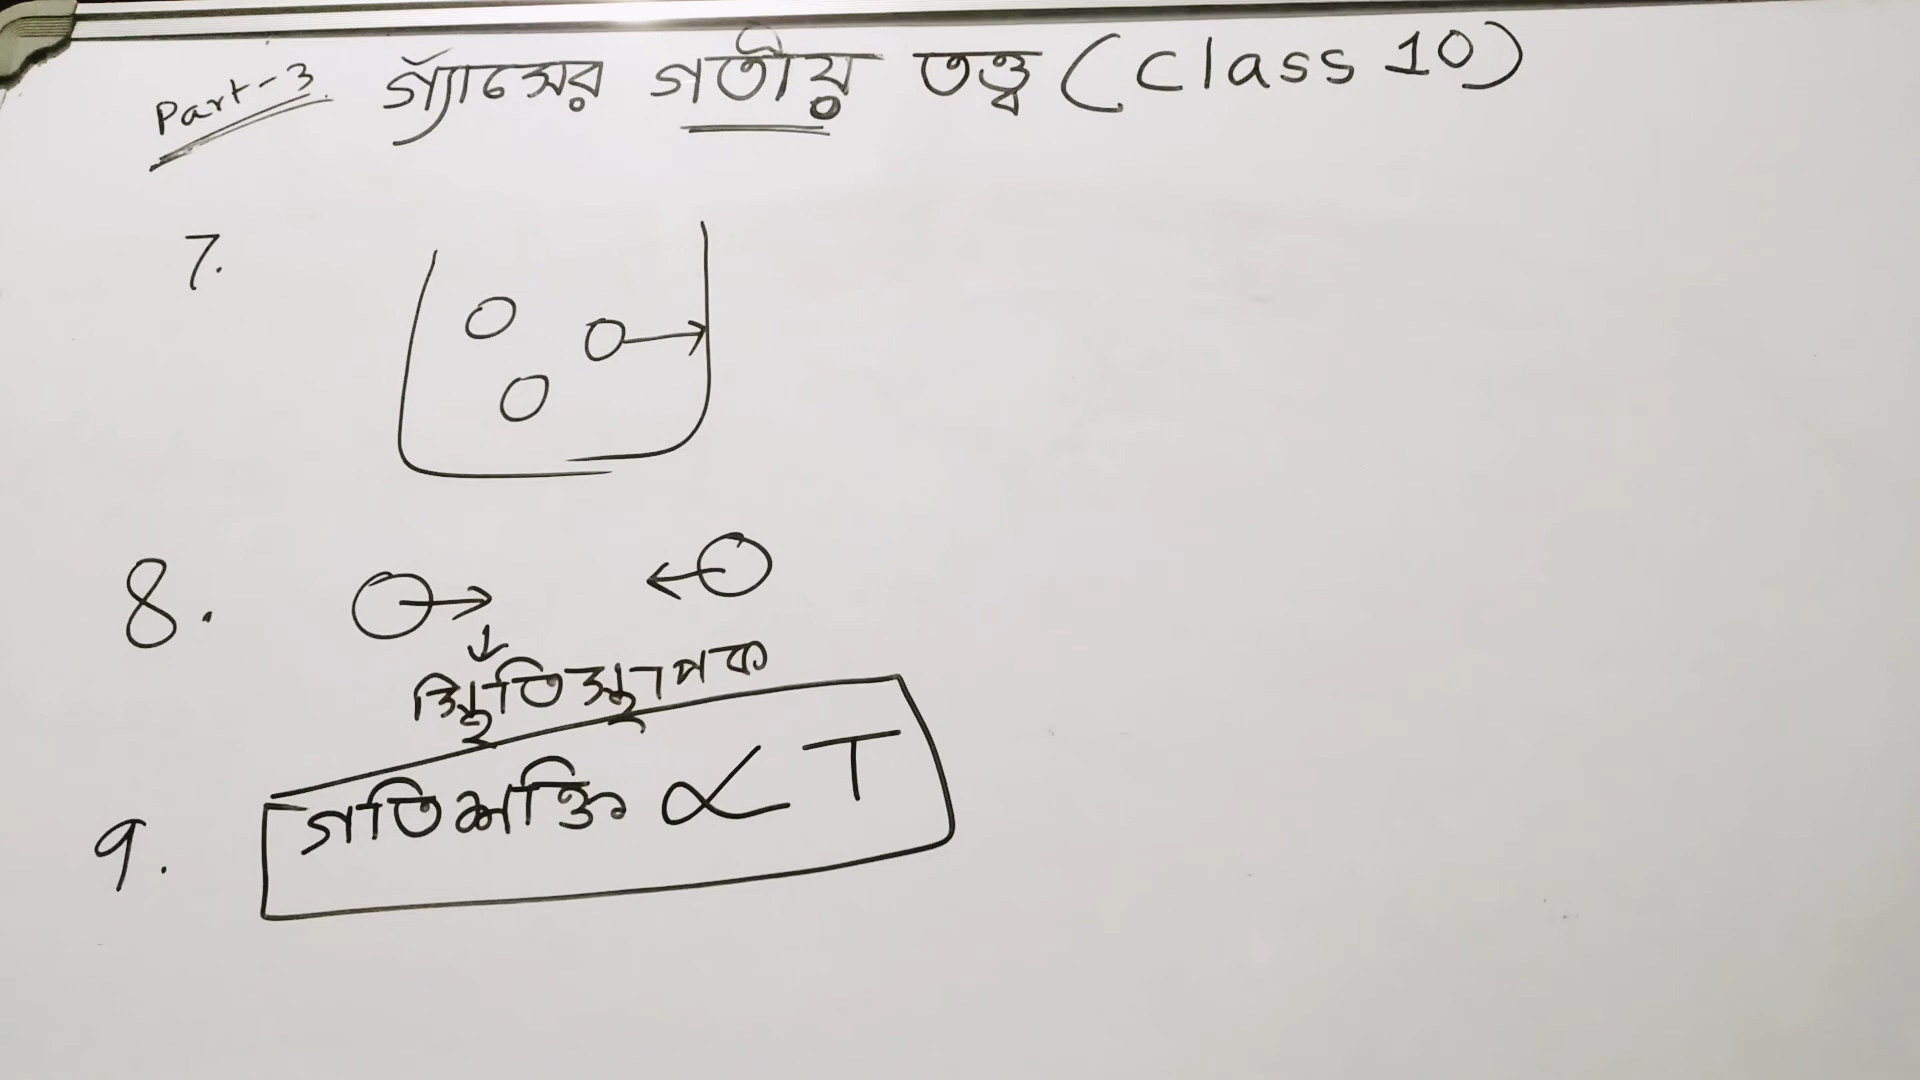 Part-3 গ্যাসের গতীয় তত্ত্ব (Class 10)
7.
8.
স্থিতিস্থাপক
9. গতিশক্তি ∝ T